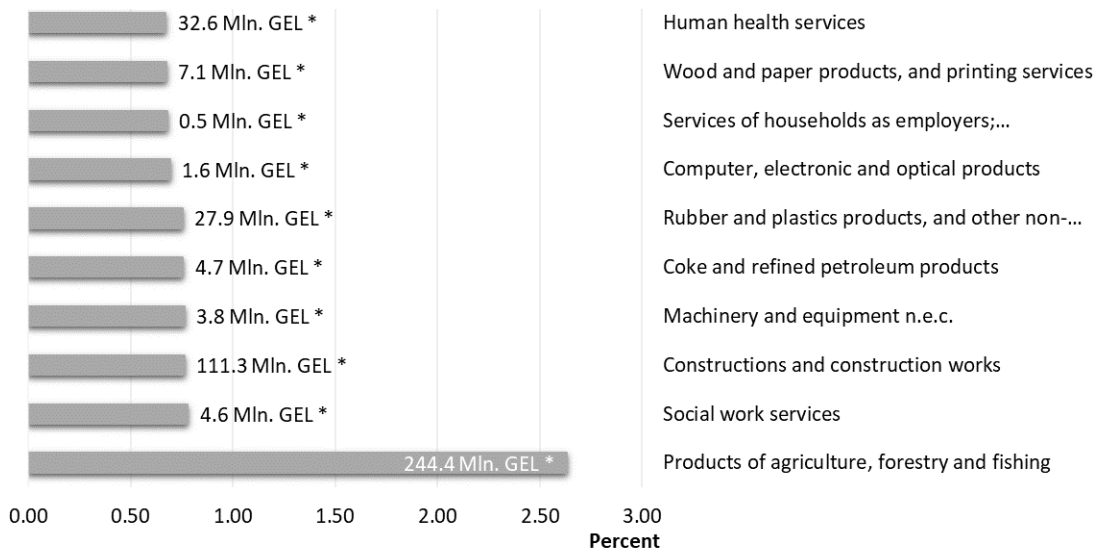 32.6 Mln. GEL * Human health services
7.1 Mln. GEL * Wood and paper products, and printing services
0.5 Mln. GEL * Services of households as employers;...
1.6 Mln. GEL * Computer, electronic and optical products
27.9 Mln. GEL * Rubber and plastics products, and other non-...
4.7 Mln. GEL * Coke and refined petroleum products
3.8 Mln. GEL * Machinery and equipment n.e.c.
111.3 Mln. GEL * Constructions and construction works
4.6 Mln. GEL * Social work services
244.4 Mln. GEL * Products of agriculture, forestry and fishing
0.00 0.50 1.00 1.50 2.00 2.50 3.00
Percent